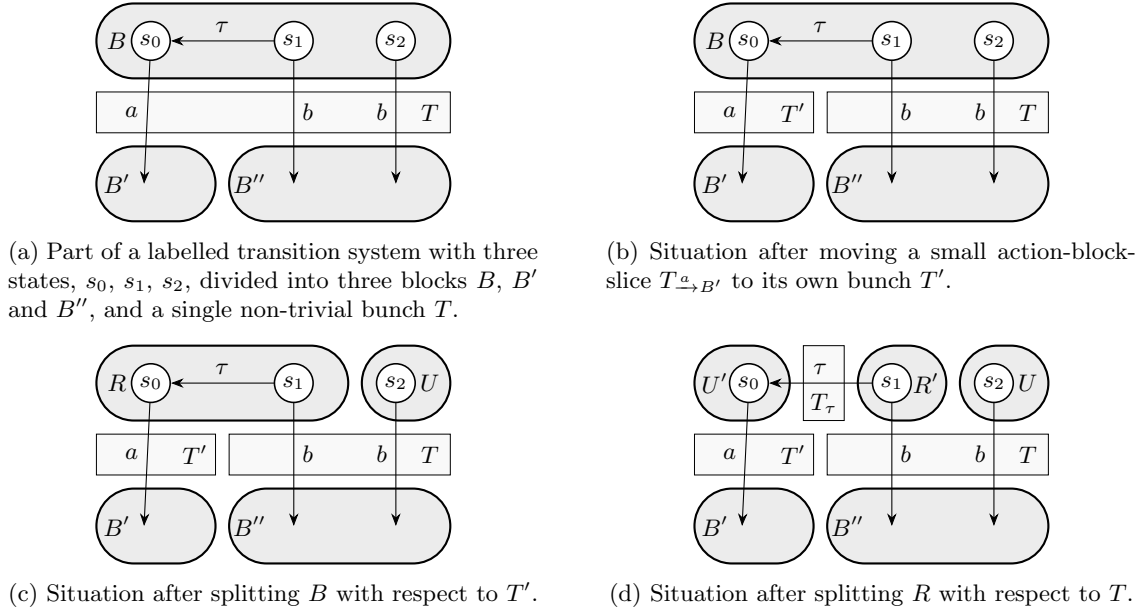 B s₀ τ s₁ s₂
a b b T
B′ B″
(a) Part of a labelled transition system with three
states, s₀, s₁, s₂, divided into three blocks B, B′
and B″, and a single non-trivial bunch T.
B s₀ τ s₁ s₂
a T′ b b T
B′ B″
(b) Situation after moving a small action-block-
slice T_{a→B′} to its own bunch T′.
R s₀ τ s₁ s₂ U
a T′ b b T
B′ B″
(c) Situation after splitting B with respect to T′.
U′ s₀ τ s₁ R′ s₂ U
T_τ
a T′ b b T
B′ B″
(d) Situation after splitting R with respect to T.